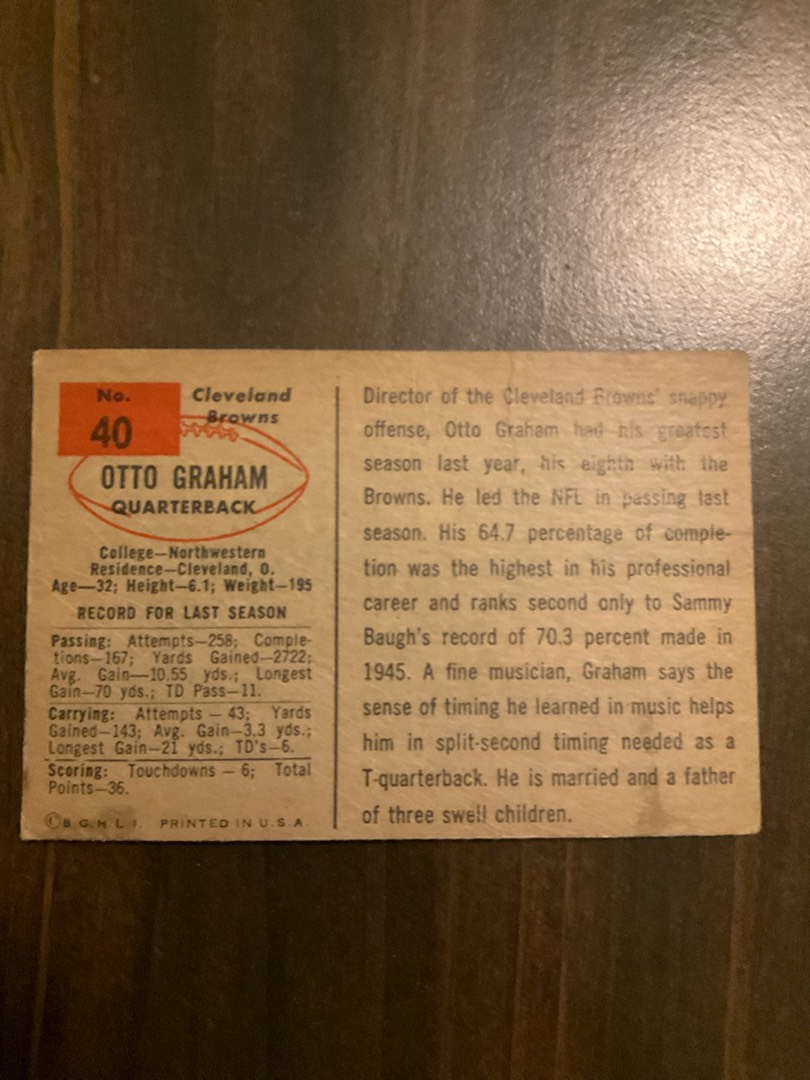 No.
40
Cleveland
Browns
OTTO GRAHAM
QUARTERBACK
College—Northwestern
Residence—Cleveland, O.
Age—32; Height—6.1; Weight—195
RECORD FOR LAST SEASON
Passing: Attempts—258; Comple-
tions—167; Yards Gained—2722;
Avg. Gain—10.55 yds.; Longest
Gain—70 yds.; TD Pass—11.
Carrying: Attempts — 43; Yards
Gained—143; Avg. Gain—3.3 yds.;
Longest Gain—21 yds.; TD's—6.
Scoring: Touchdowns — 6; Total
Points—36.
©B.G.H.L.I. PRINTED IN U.S.A.
Director of the Cleveland Browns' snappy
offense, Otto Graham had his greatest
season last year, his eighth with the
Browns. He led the NFL in passing last
season. His 64.7 percentage of comple-
tion was the highest in his professional
career and ranks second only to Sammy
Baugh's record of 70.3 percent made in
1945. A fine musician, Graham says the
sense of timing he learned in music helps
him in split-second timing needed as a
T-quarterback. He is married and a father
of three swell children.